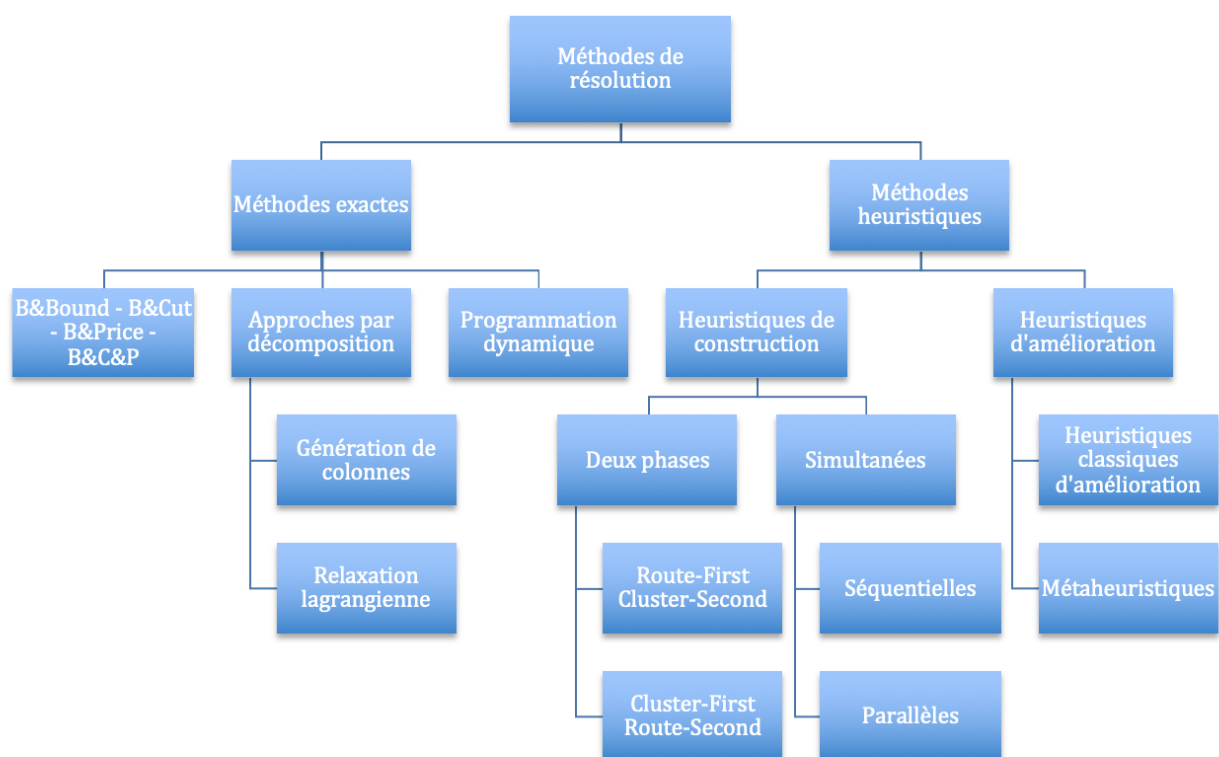 Méthodes de
résolution
Méthodes exactes
Méthodes
heuristiques
B&Bound - B&Cut
- B&Price -
B&C&P
Approches par
décomposition
Programmation
dynamique
Heuristiques de
construction
Heuristiques
d'amélioration
Génération de
colonnes
Deux phases
Simultanées
Heuristiques
classiques
d'amélioration
Relaxation
lagrangienne
Route-First
Cluster-Second
Séquentielles
Métaheuristiques
Cluster-First
Route-Second
Parallèles